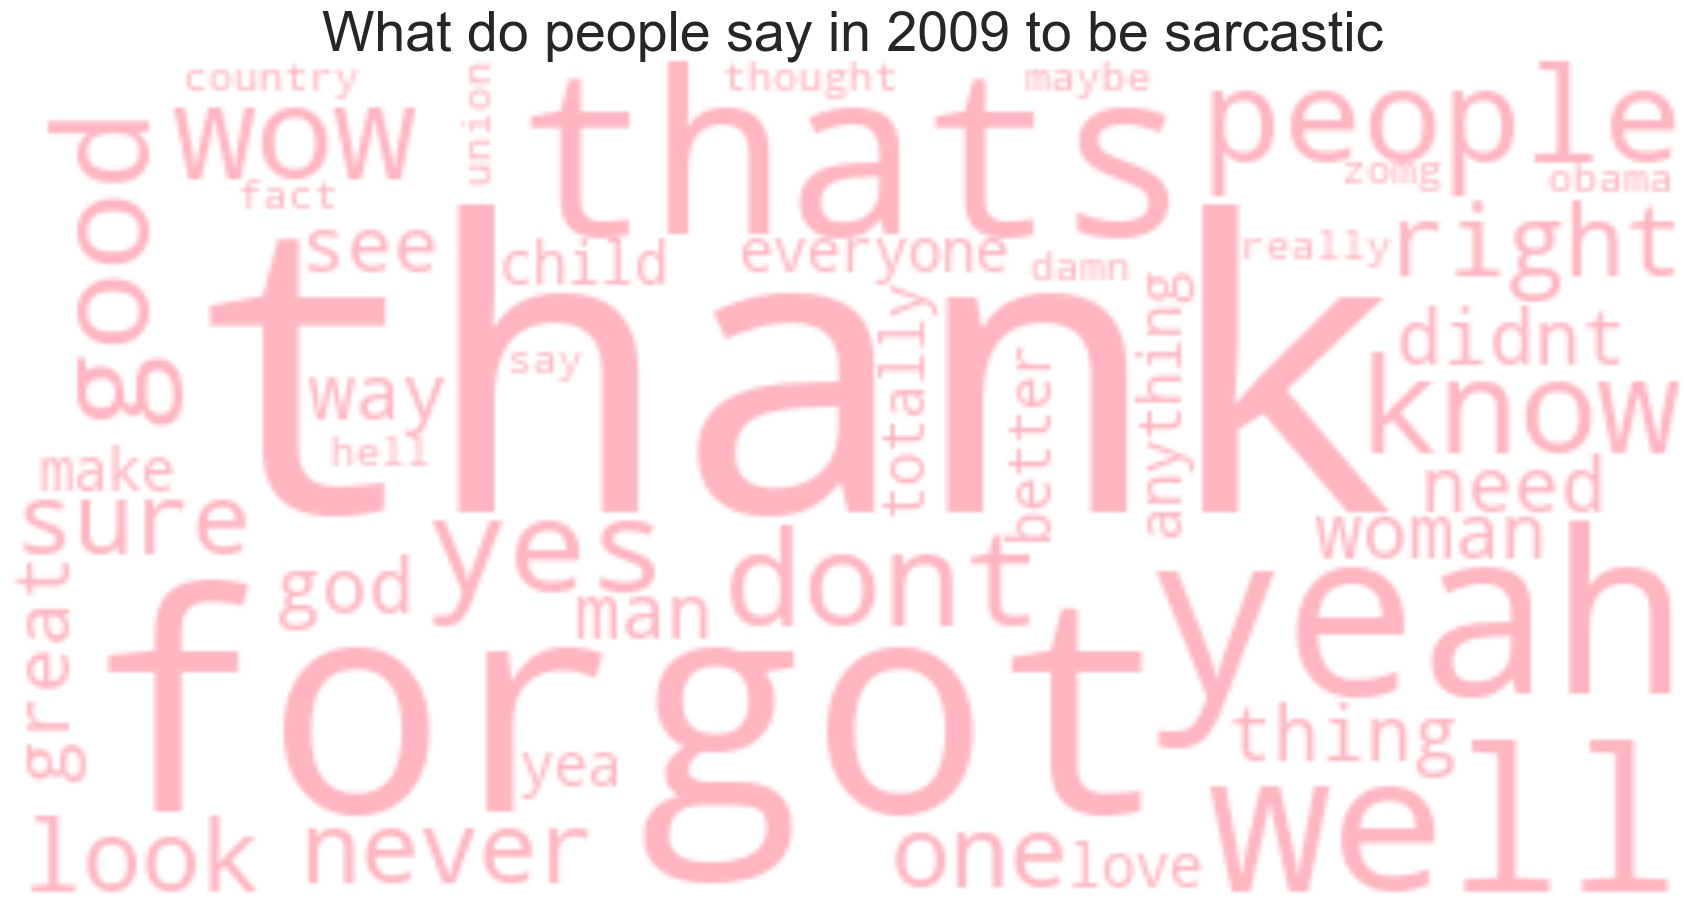 What do people say in 2009 to be sarcastic
country
union
thought
maybe
wow
thats
people
good
fact
zomg
obama
see
child
everyone
damn
really
right
thank
say
way
hell
totally
better
anything
didnt
know
make
need
sure
yes
dont
woman
great
god
man
yeah
forgot
yea
thing
look
never
one
love
well